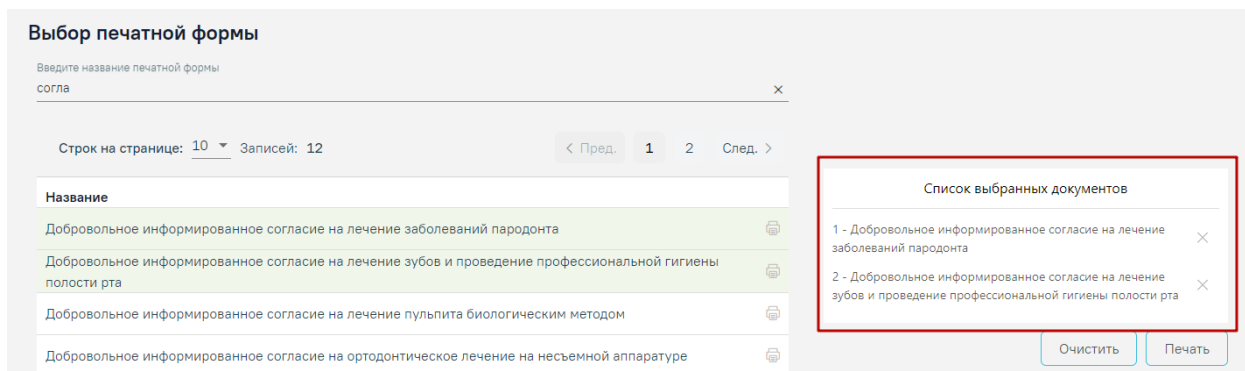 Выбор печатной формы
Введите название печатной формы
согла
Строк на странице: 10 Записей: 12
Пред. 1 2 След.
Название
Добровольное информированное согласие на лечение заболеваний пародонта
Добровольное информированное согласие на лечение зубов и проведение профессиональной гигиены
полости рта
Добровольное информированное согласие на лечение пульпита биологическим методом
Добровольное информированное согласие на ортодонтическое лечение на несъемной аппаратуре
Список выбранных документов
1 - Добровольное информированное согласие на лечение
заболеваний пародонта
2 - Добровольное информированное согласие на лечение
зубов и проведение профессиональной гигиены полости рта
Очистить Печать